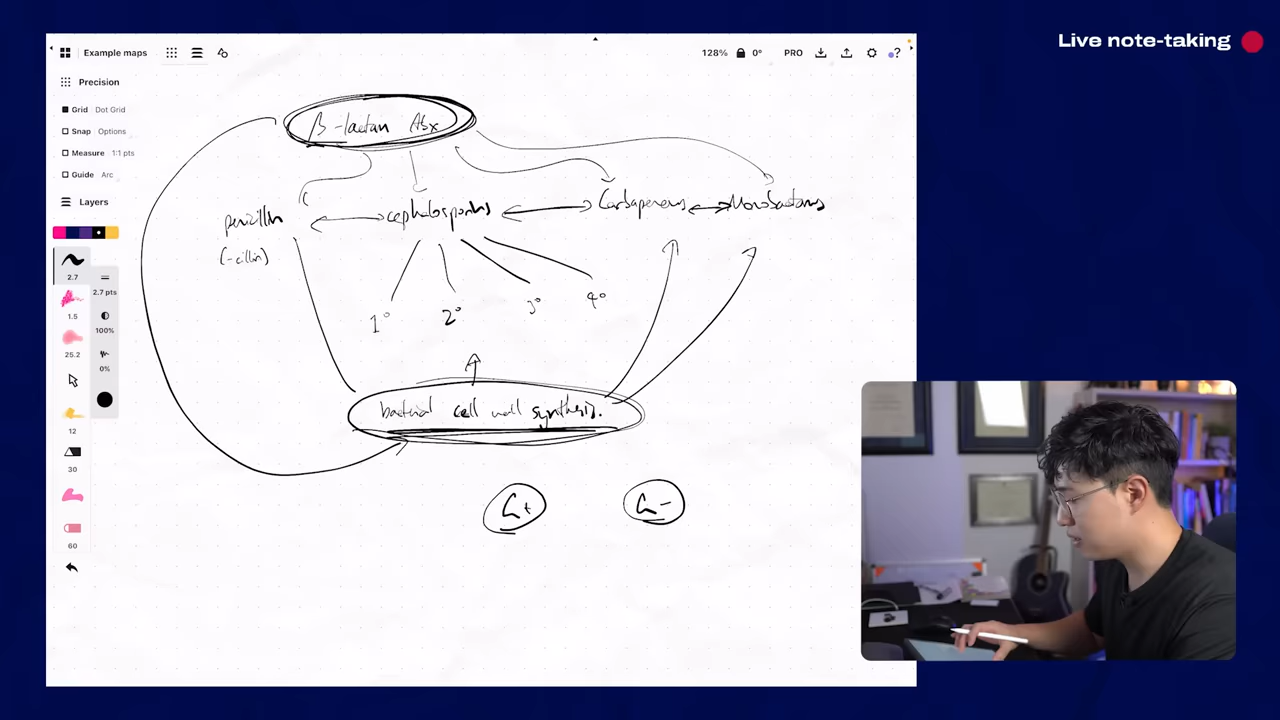 Live note-taking
Example maps
128% 0° PRO ?
Precision
Grid Dot Grid
Snap Options
Measure 1:1 pts
Guide Arc
Layers
2.7
2.7 pts
1.5
100%
25.2
0%
12
30
60
β-lactam Abx
penicillin cephalosporins Carbapenems Monobactams
(-cillin)
1° 2° 3° 4°
bacterial cell wall synthesis.
G+ G-